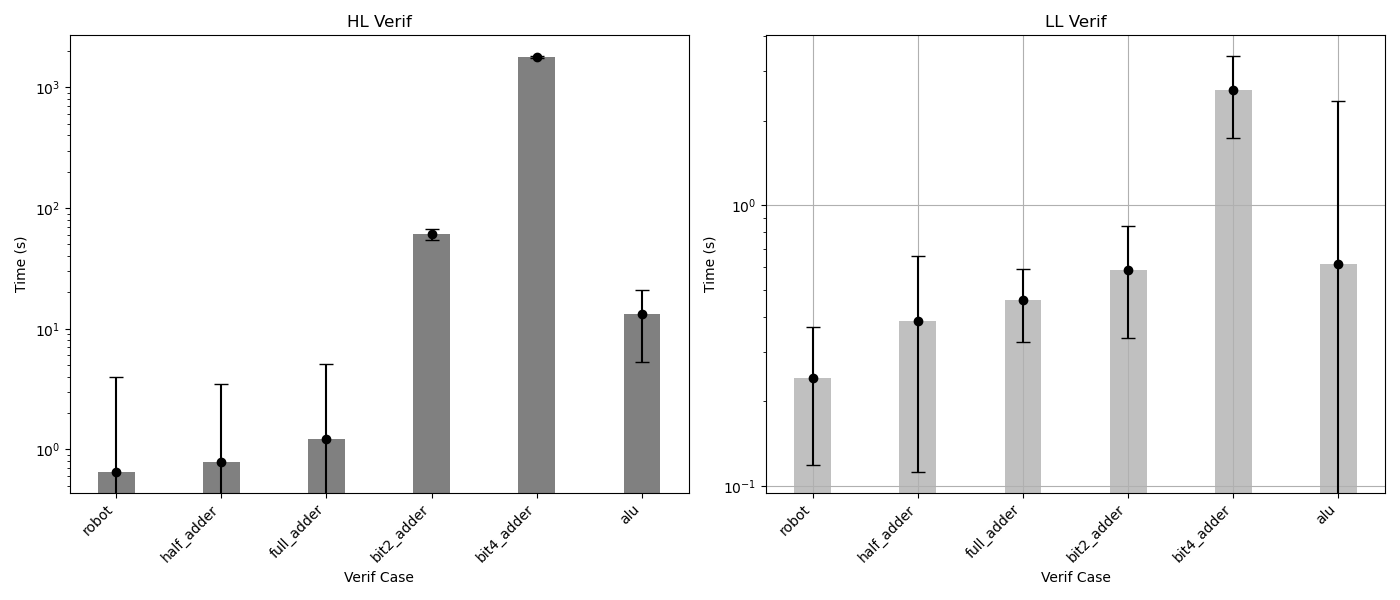 HL Verif
Time (s)
10³
10²
10¹
10⁰
robot
half_adder
full_adder
bit2_adder
bit4_adder
alu
Verif Case
LL Verif
Time (s)
10⁰
10⁻¹
robot
half_adder
full_adder
bit2_adder
bit4_adder
alu
Verif Case